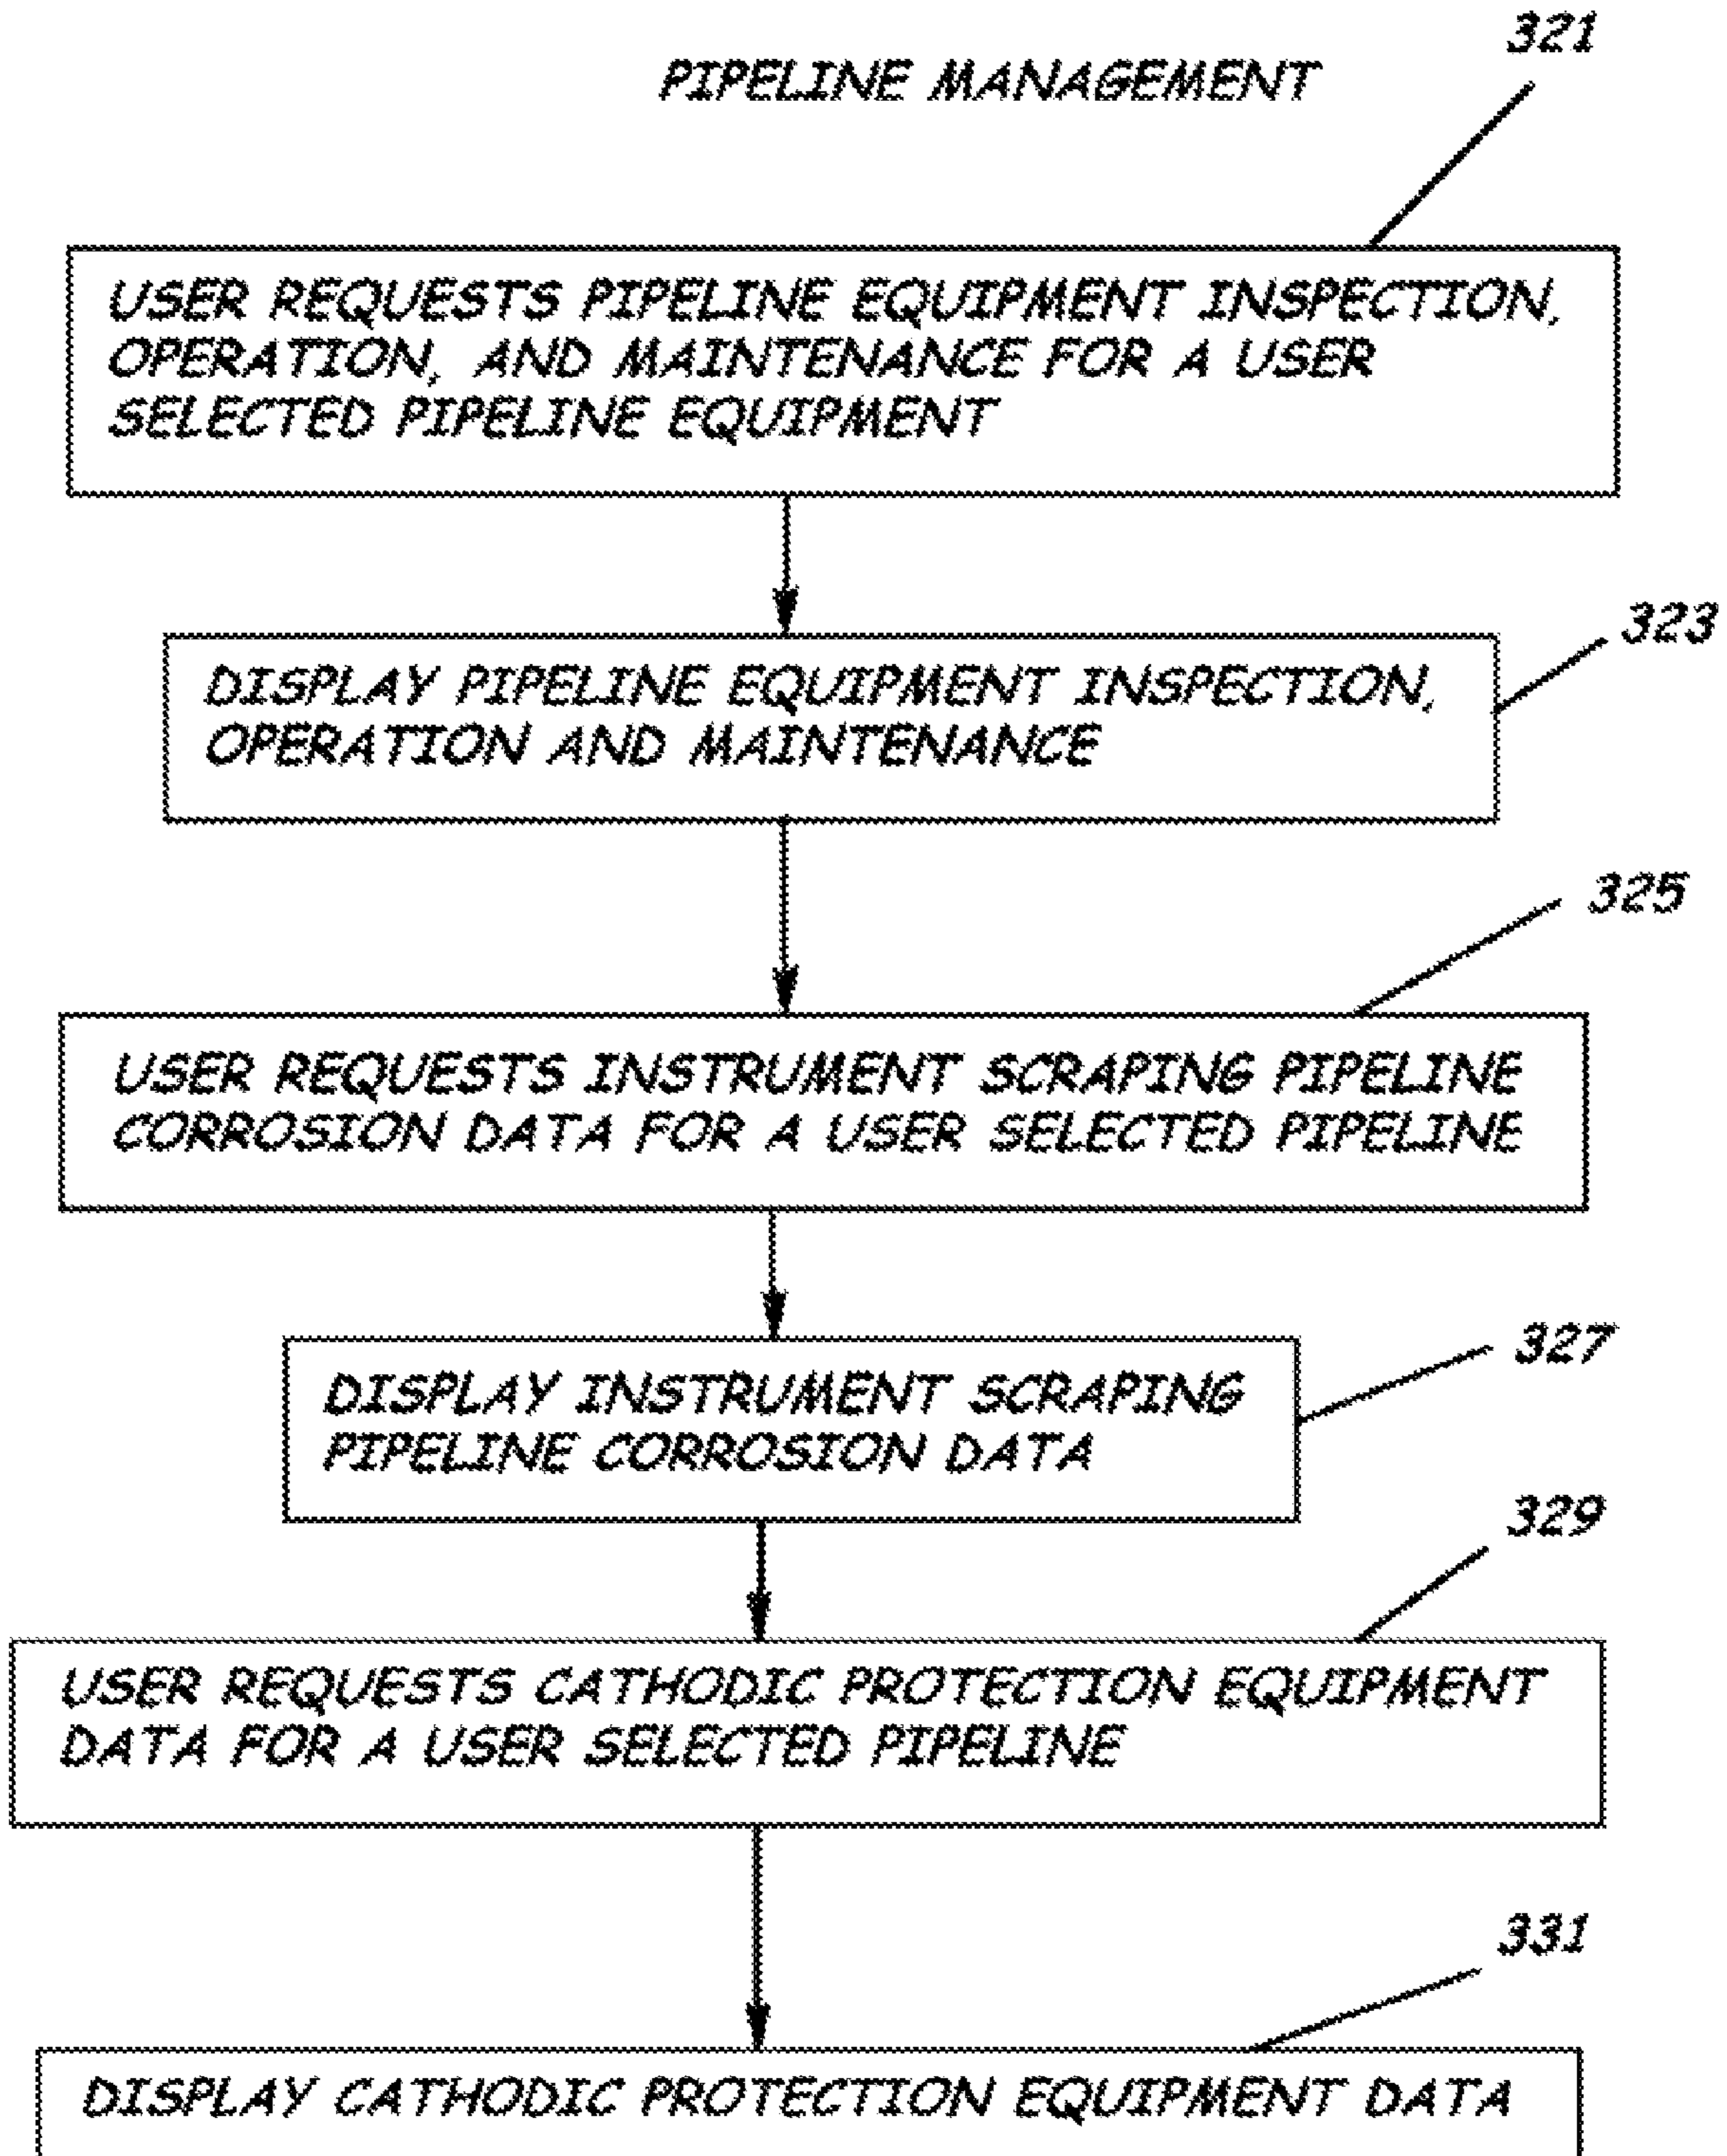 321
PIPELINE MANAGEMENT
USER REQUESTS PIPELINE EQUIPMENT INSPECTION,
OPERATION, AND MAINTENANCE FOR A USER
SELECTED PIPELINE EQUIPMENT
323
DISPLAY PIPELINE EQUIPMENT INSPECTION,
OPERATION AND MAINTENANCE
325
USER REQUESTS INSTRUMENT SCRAPING PIPELINE
CORROSION DATA FOR A USER SELECTED PIPELINE
327
DISPLAY INSTRUMENT SCRAPING
PIPELINE CORROSION DATA
329
USER REQUESTS CATHODIC PROTECTION EQUIPMENT
DATA FOR A USER SELECTED PIPELINE
331
DISPLAY CATHODIC PROTECTION EQUIPMENT DATA